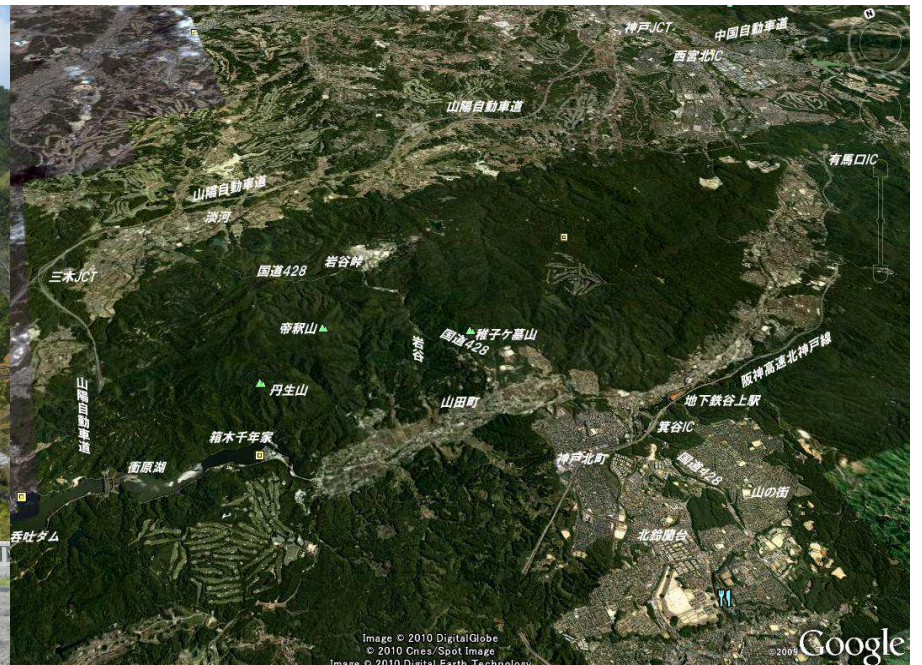 神戸JCT
中国自動車道
N
西宮北IC
山陽自動車道
有馬口IC
山陽自動車道
淡河
岩谷峠
国道428
三木JCT
帝釈山
稚子ケ墓山
国道428
岩谷
阪神高速北神戸線
丹生山
山陽自動車道
山田町
地下鉄谷上駅
箕谷IC
箱木千年家
神戸北町
衝原湖
国道428
山の街
呑吐ダム
北鈴蘭台
Image © 2010 DigitalGlobe
© 2010 Cnes/Spot Image
Image © 2010 Digital Earth Technology
©2009 Google